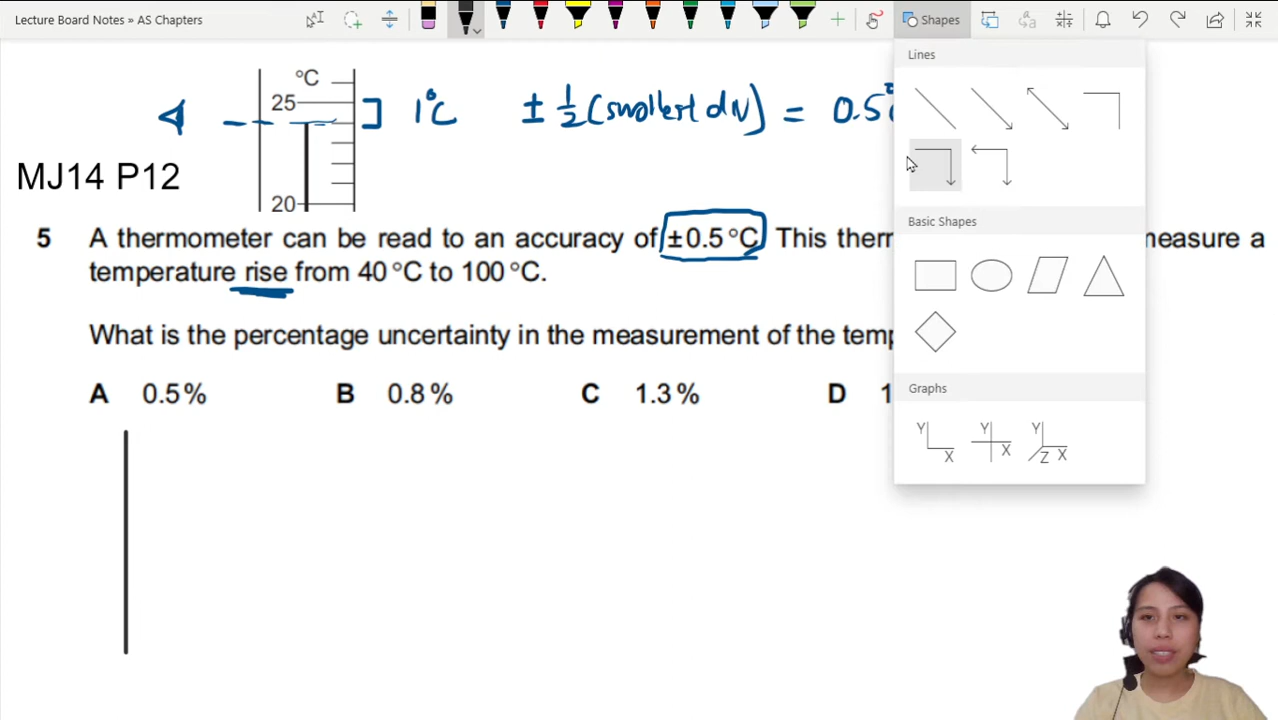 Lecture Board Notes » AS Chapters
Shapes
Lines
°C
25
20
1°C
± ½ (smallest div) = 0.5
MJ14 P12
5 A thermometer can be read to an accuracy of ±0.5 °C. This measure a
temperature rise from 40 °C to 100 °C.
What is the percentage uncertainty in the measurement of the
A 0.5 % B 0.8 % C 1.3 % D 1
Basic Shapes
Graphs
Y X
Y X
Y Z X